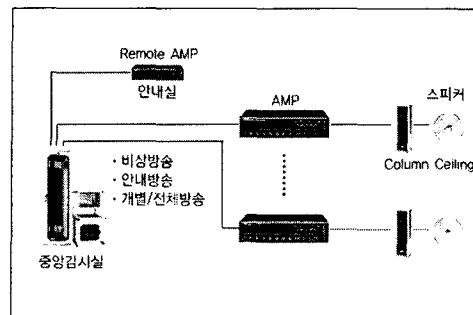 Remote AMP
안내실
AMP
스피커
Column Ceiling
· 비상방송
· 안내방송
· 개별/전체방송
중앙감시실